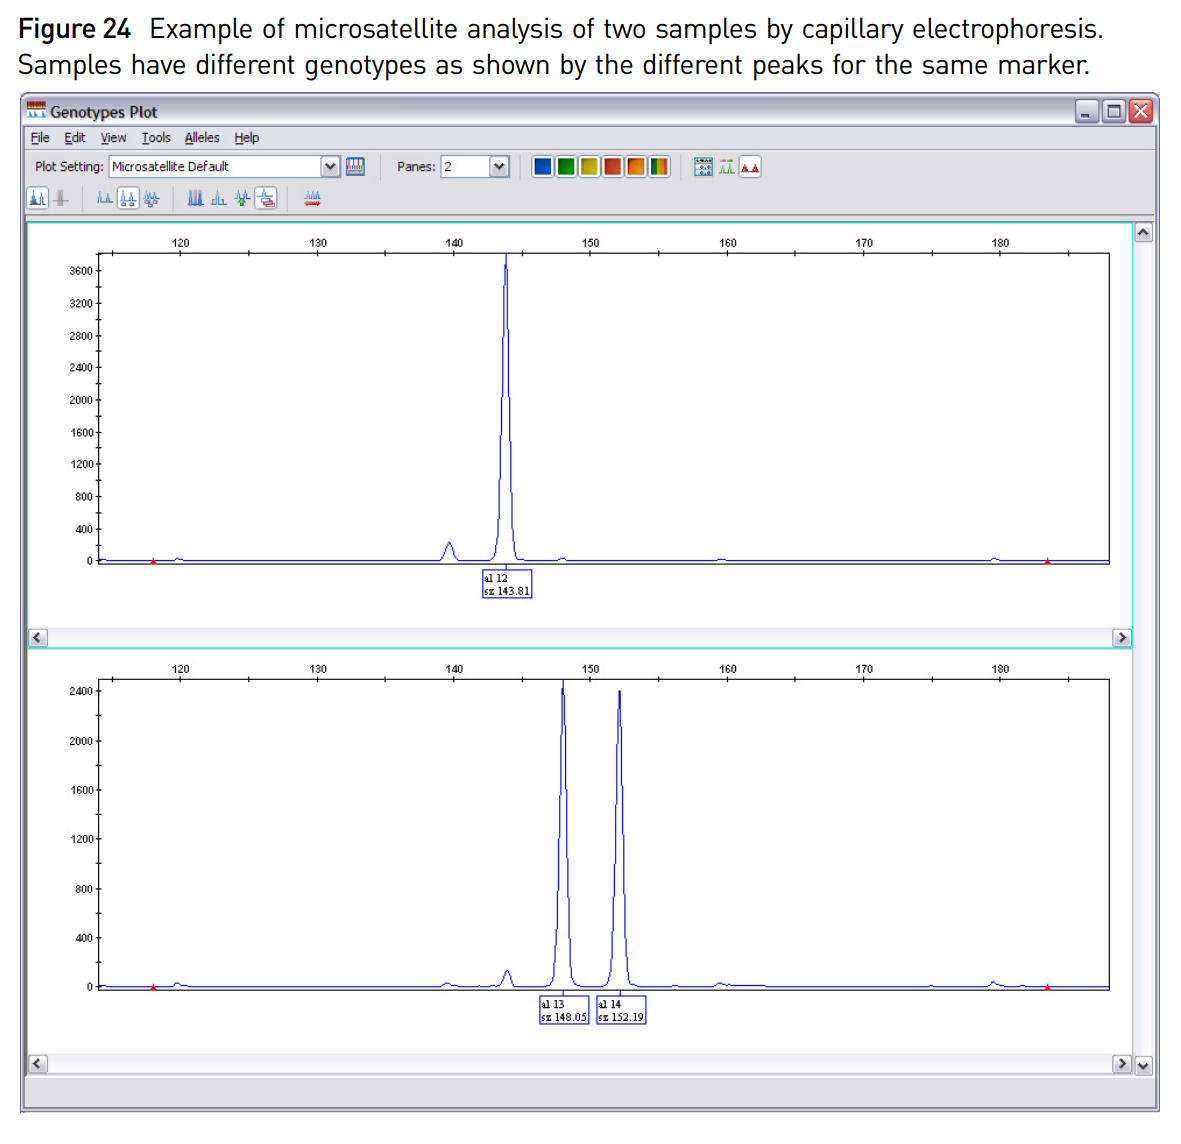 Figure 24 Example of microsatellite analysis of two samples by capillary electrophoresis.
Samples have different genotypes as shown by the different peaks for the same marker.
Genotypes Plot
File Edit View Tools Alleles Help
Plot Setting: Microsatellite Default Panes: 2
120 130 140 150 160 170 180
3600
3200
2800
2400
2000
1600
1200
800
400
0
al 12
sz 143.81
120 130 140 150 160 170 180
2400
2000
1600
1200
800
400
0
al 13 al 14
sz 148.05 sz 152.19